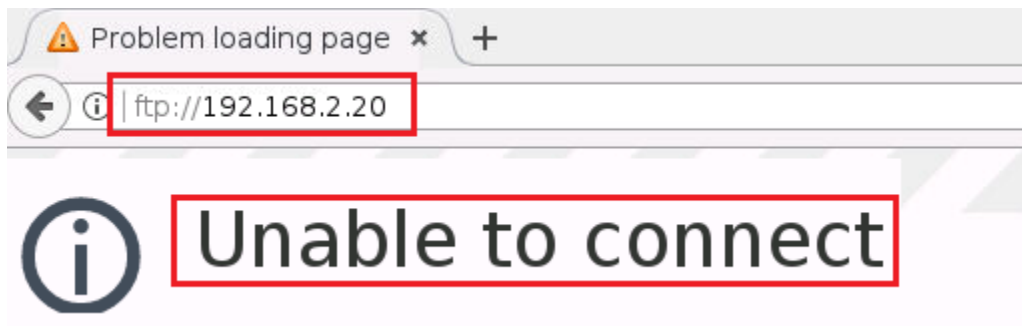 Problem loading page
ftp://192.168.2.20
Unable to connect